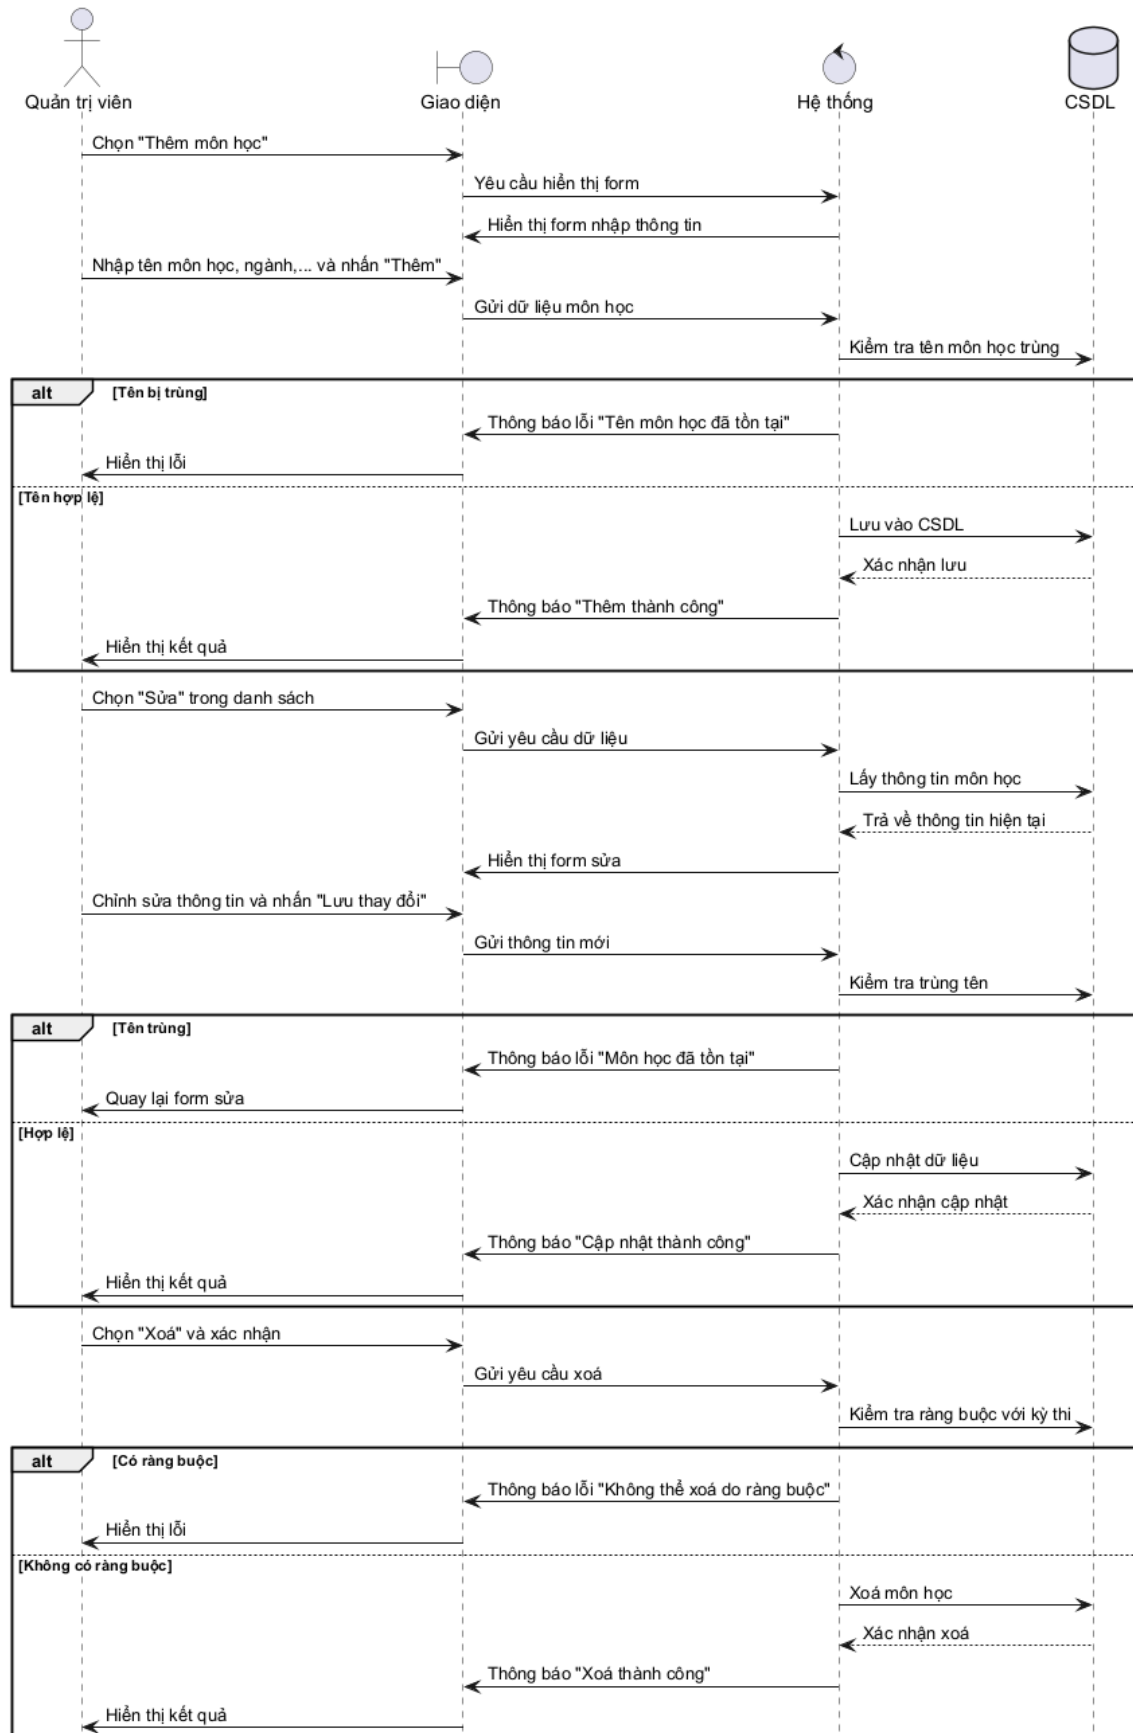 Quản trị viên
Giao diện
Hệ thống
CSDL
Chọn "Thêm môn học"
Yêu cầu hiển thị form
Hiển thị form nhập thông tin
Nhập tên môn học, ngành,... và nhấn "Thêm"
Gửi dữ liệu môn học
Kiểm tra tên môn học trùng
alt
[Tên bị trùng]
Thông báo lỗi "Tên môn học đã tồn tại"
Hiển thị lỗi
[Tên hợp lệ]
Lưu vào CSDL
Xác nhận lưu
Thông báo "Thêm thành công"
Hiển thị kết quả
Chọn "Sửa" trong danh sách
Gửi yêu cầu dữ liệu
Lấy thông tin môn học
Trả về thông tin hiện tại
Hiển thị form sửa
Chỉnh sửa thông tin và nhấn "Lưu thay đổi"
Gửi thông tin mới
Kiểm tra trùng tên
alt
[Tên trùng]
Thông báo lỗi "Môn học đã tồn tại"
Quay lại form sửa
[Hợp lệ]
Cập nhật dữ liệu
Xác nhận cập nhật
Thông báo "Cập nhật thành công"
Hiển thị kết quả
Chọn "Xoá" và xác nhận
Gửi yêu cầu xoá
Kiểm tra ràng buộc với kỳ thi
alt
[Có ràng buộc]
Thông báo lỗi "Không thể xoá do ràng buộc"
Hiển thị lỗi
[Không có ràng buộc]
Xoá môn học
Xác nhận xoá
Thông báo "Xoá thành công"
Hiển thị kết quả